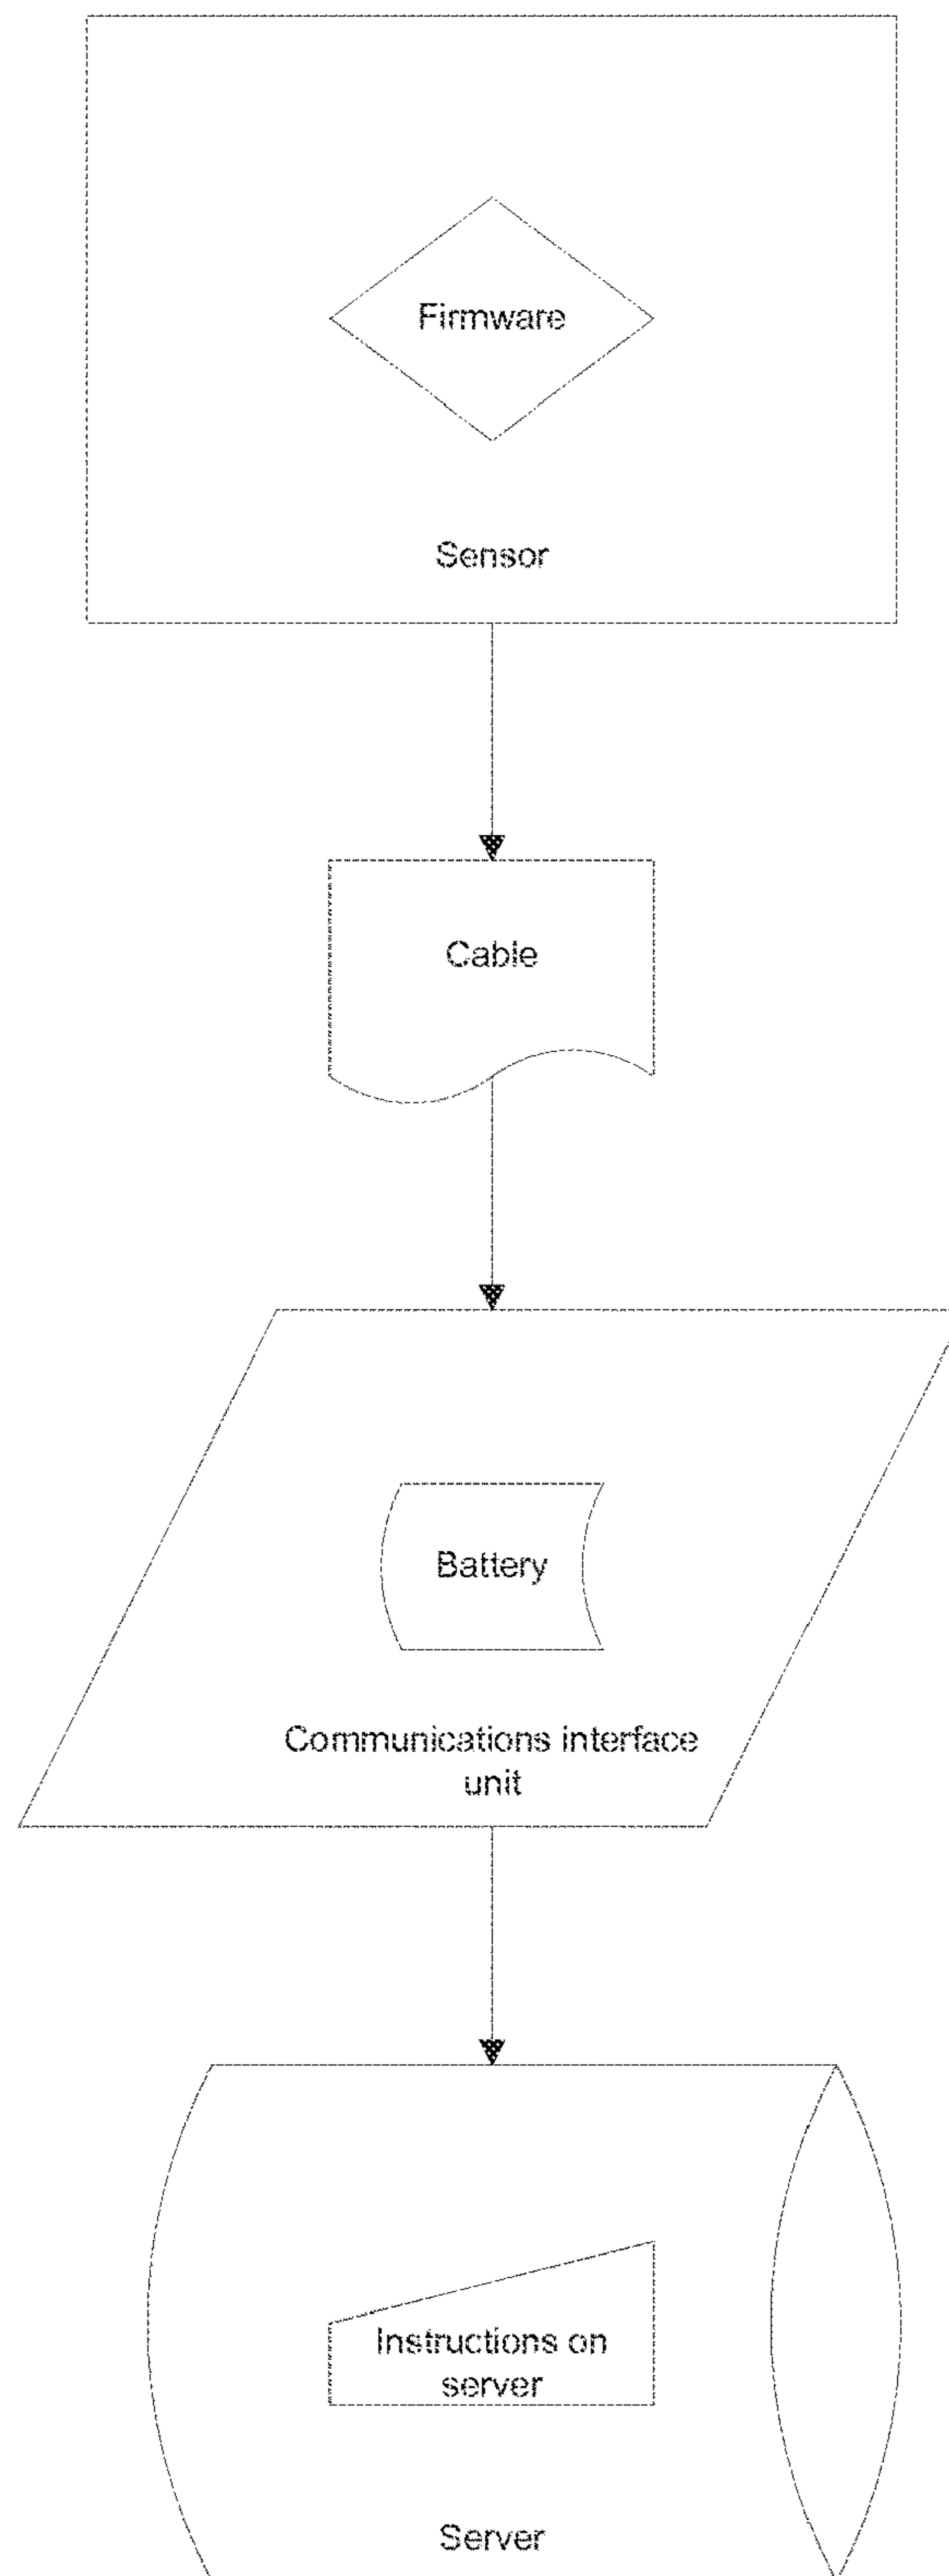 Firmware
Sensor
Cable
Battery
Communications interface
unit
Instructions on
server
Server